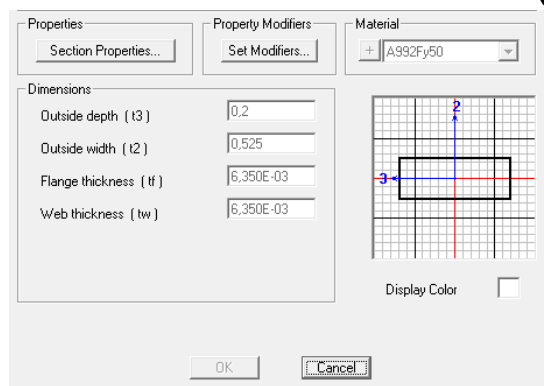 Properties
Section Properties...
Property Modifiers
Set Modifiers...
Material
+ A992Fy50
Dimensions
Outside depth ( t3 ) 0,2
Outside width ( t2 ) 0,525
Flange thickness ( tf ) 6,350E-03
Web thickness ( tw ) 6,350E-03
2
3
Display Color
OK Cancel